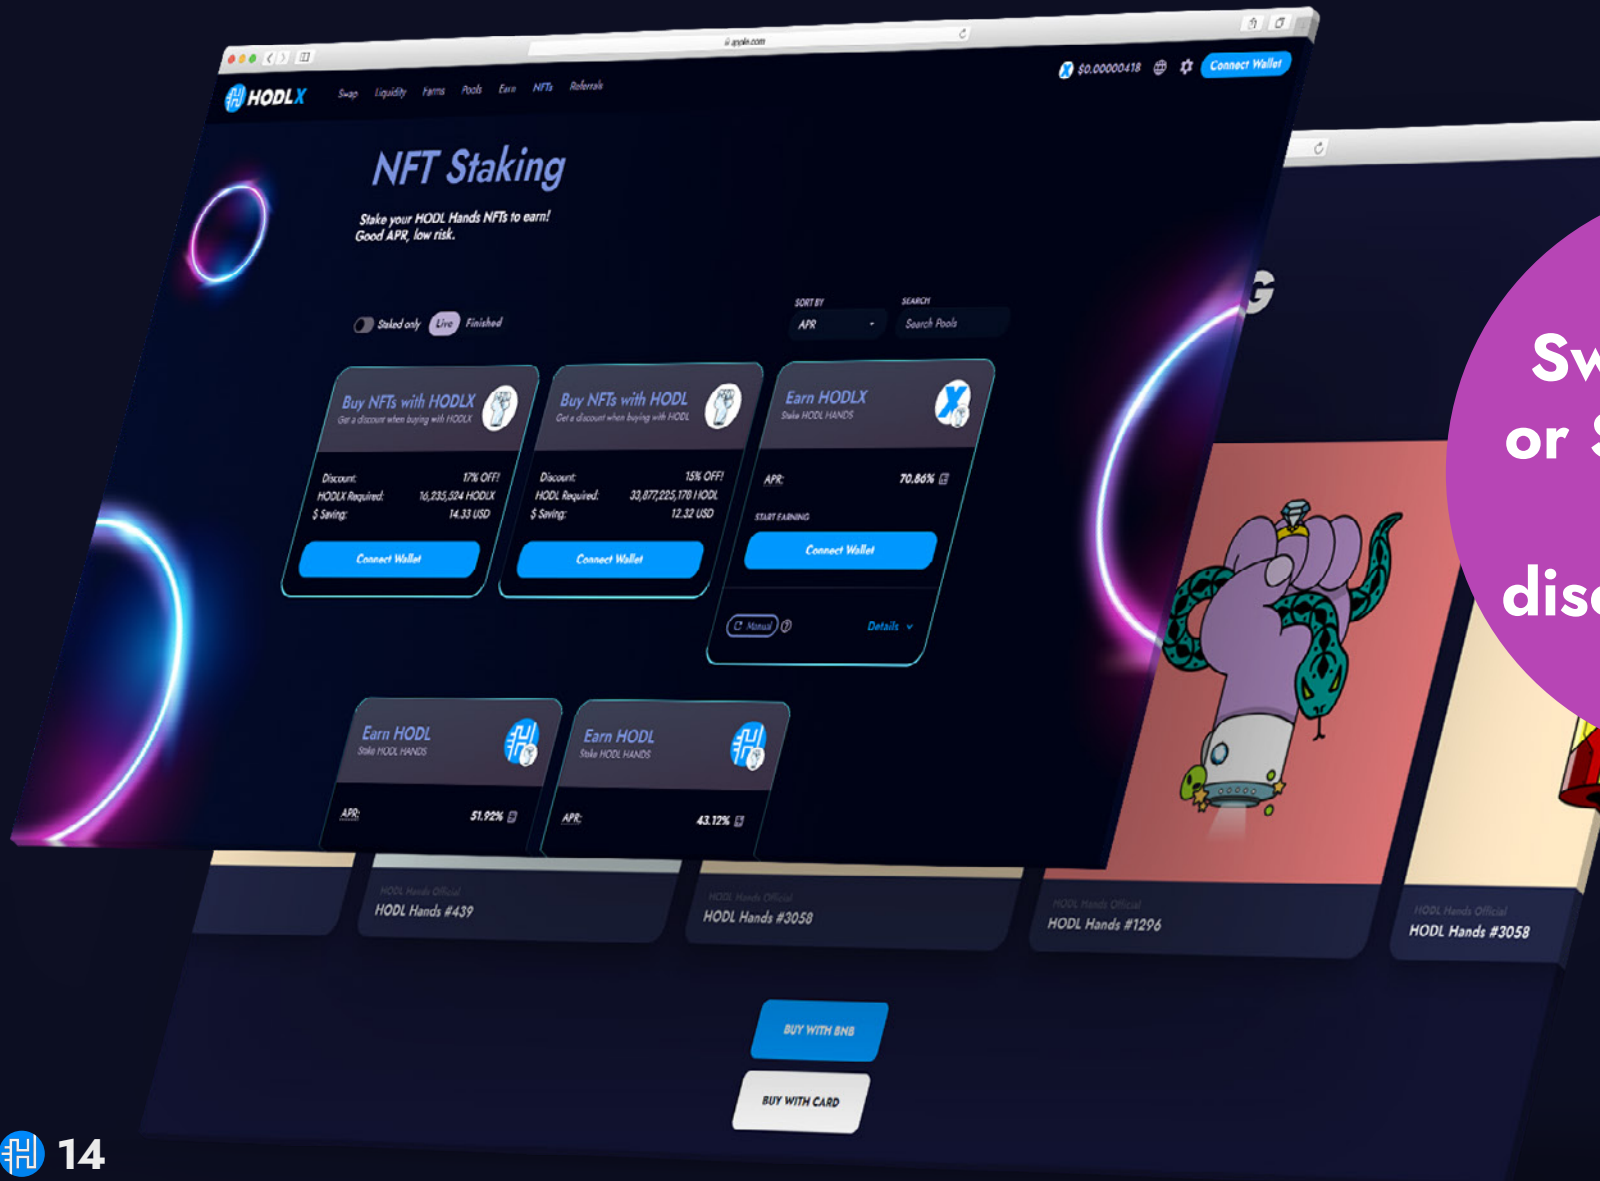 apple.com
HODLX
Swap Liquidity Farms Pools Earn NFTs Referrals
$0.00000418
Connect Wallet
NFT Staking
Stake your HODL Hands NFTs to earn!
Good APR, low risk.
Staked only Live Finished
SORT BY
APR
SEARCH
Search Pools
Buy NFTs with HODLX
Get a discount when buying with HODLX
Discount: 17% OFF!
HODLX Required: 16,235,524 HODLX
$ Saving: 14.33 USD
Connect Wallet
Buy NFTs with HODL
Get a discount when buying with HODL
Discount: 15% OFF!
HODL Required: 33,877,225,178 HODL
$ Saving: 12.32 USD
Connect Wallet
Earn HODLX
Stake HODL HANDS
APR: 70.86%
START EARNING
Connect Wallet
Manual
Details
Earn HODL
Stake HODL HANDS
APR: 51.92%
Earn HODL
Stake HODL HANDS
APR: 43.12%
G
Sw
or S
disc
HODL Hands Official
HODL Hands #439
HODL Hands Official
HODL Hands #3058
HODL Hands Official
HODL Hands #1296
HODL Hands Official
HODL Hands #3058
BUY WITH BNB
BUY WITH CARD
14